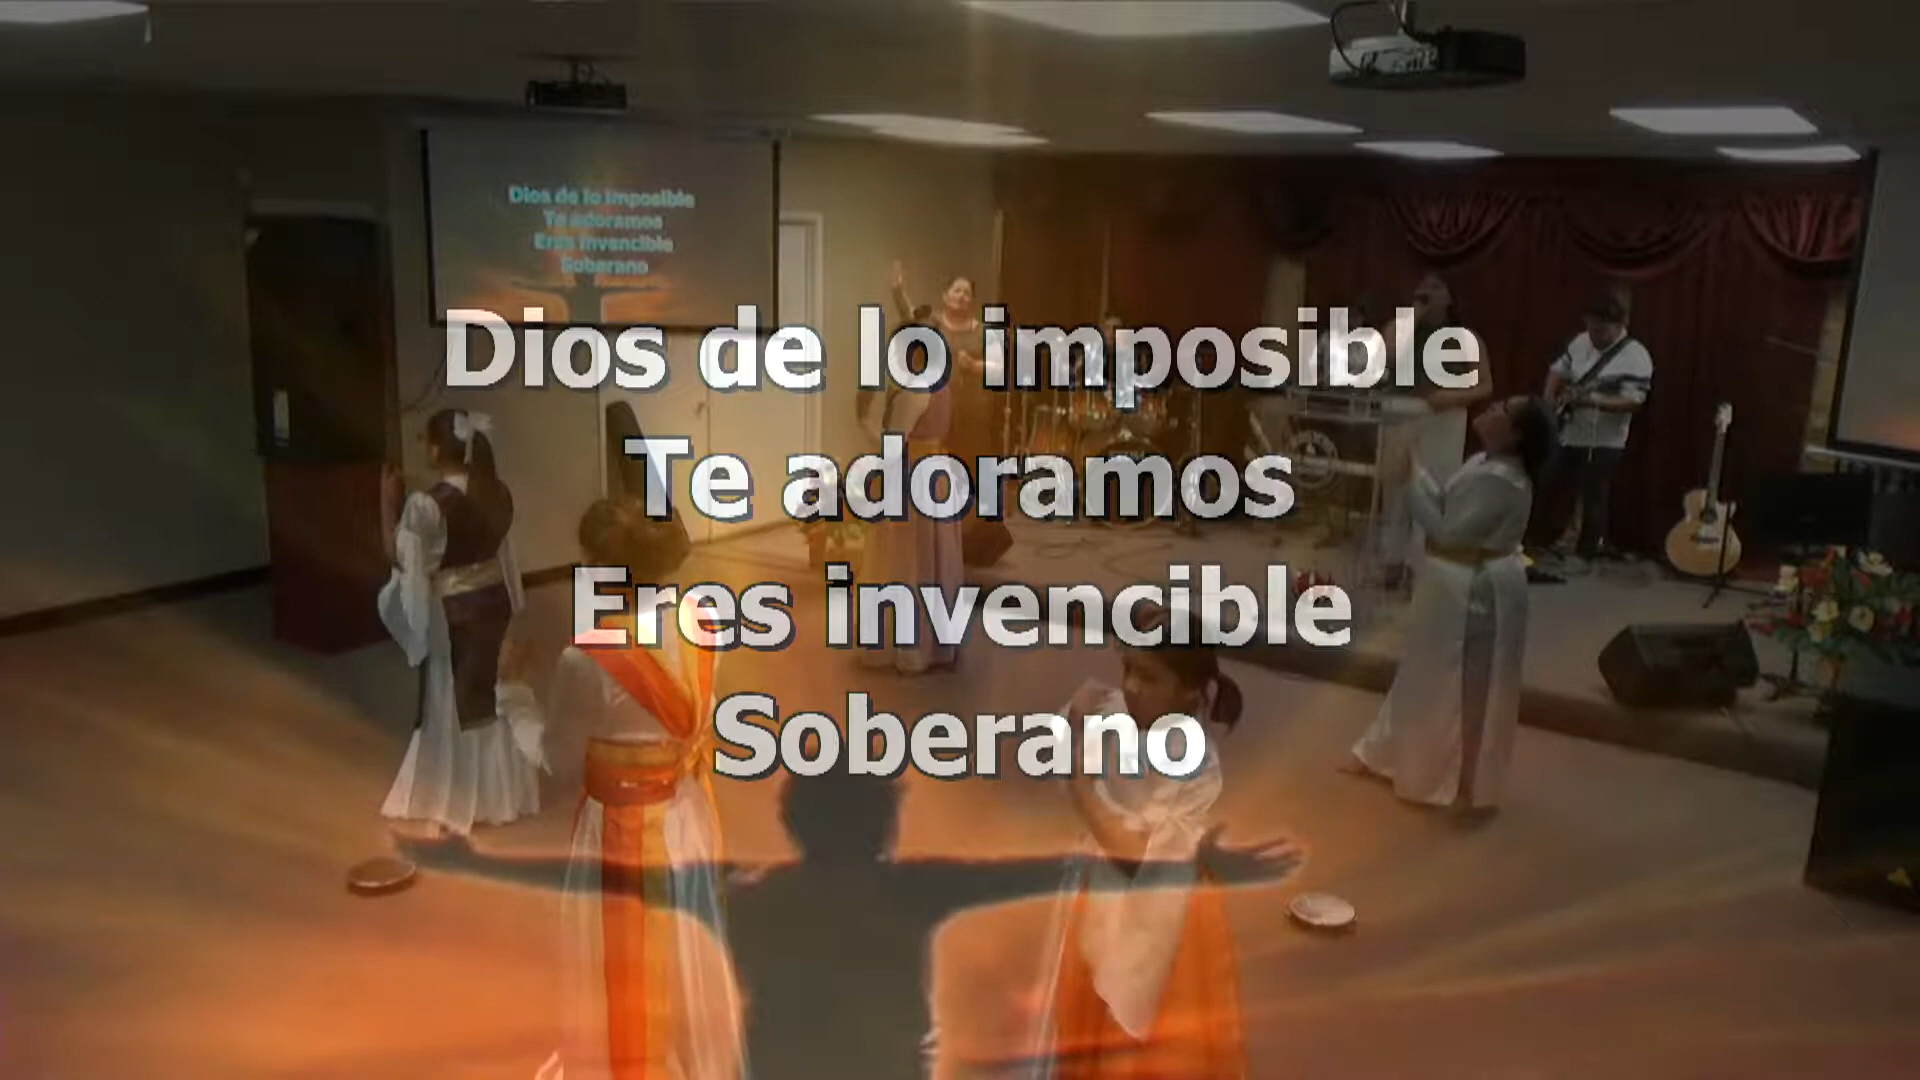 Dios de lo imposible
Te adoramos
Eres invencible
Soberano
Dios de lo imposible
Te adoramos
Eres invencible
Soberano